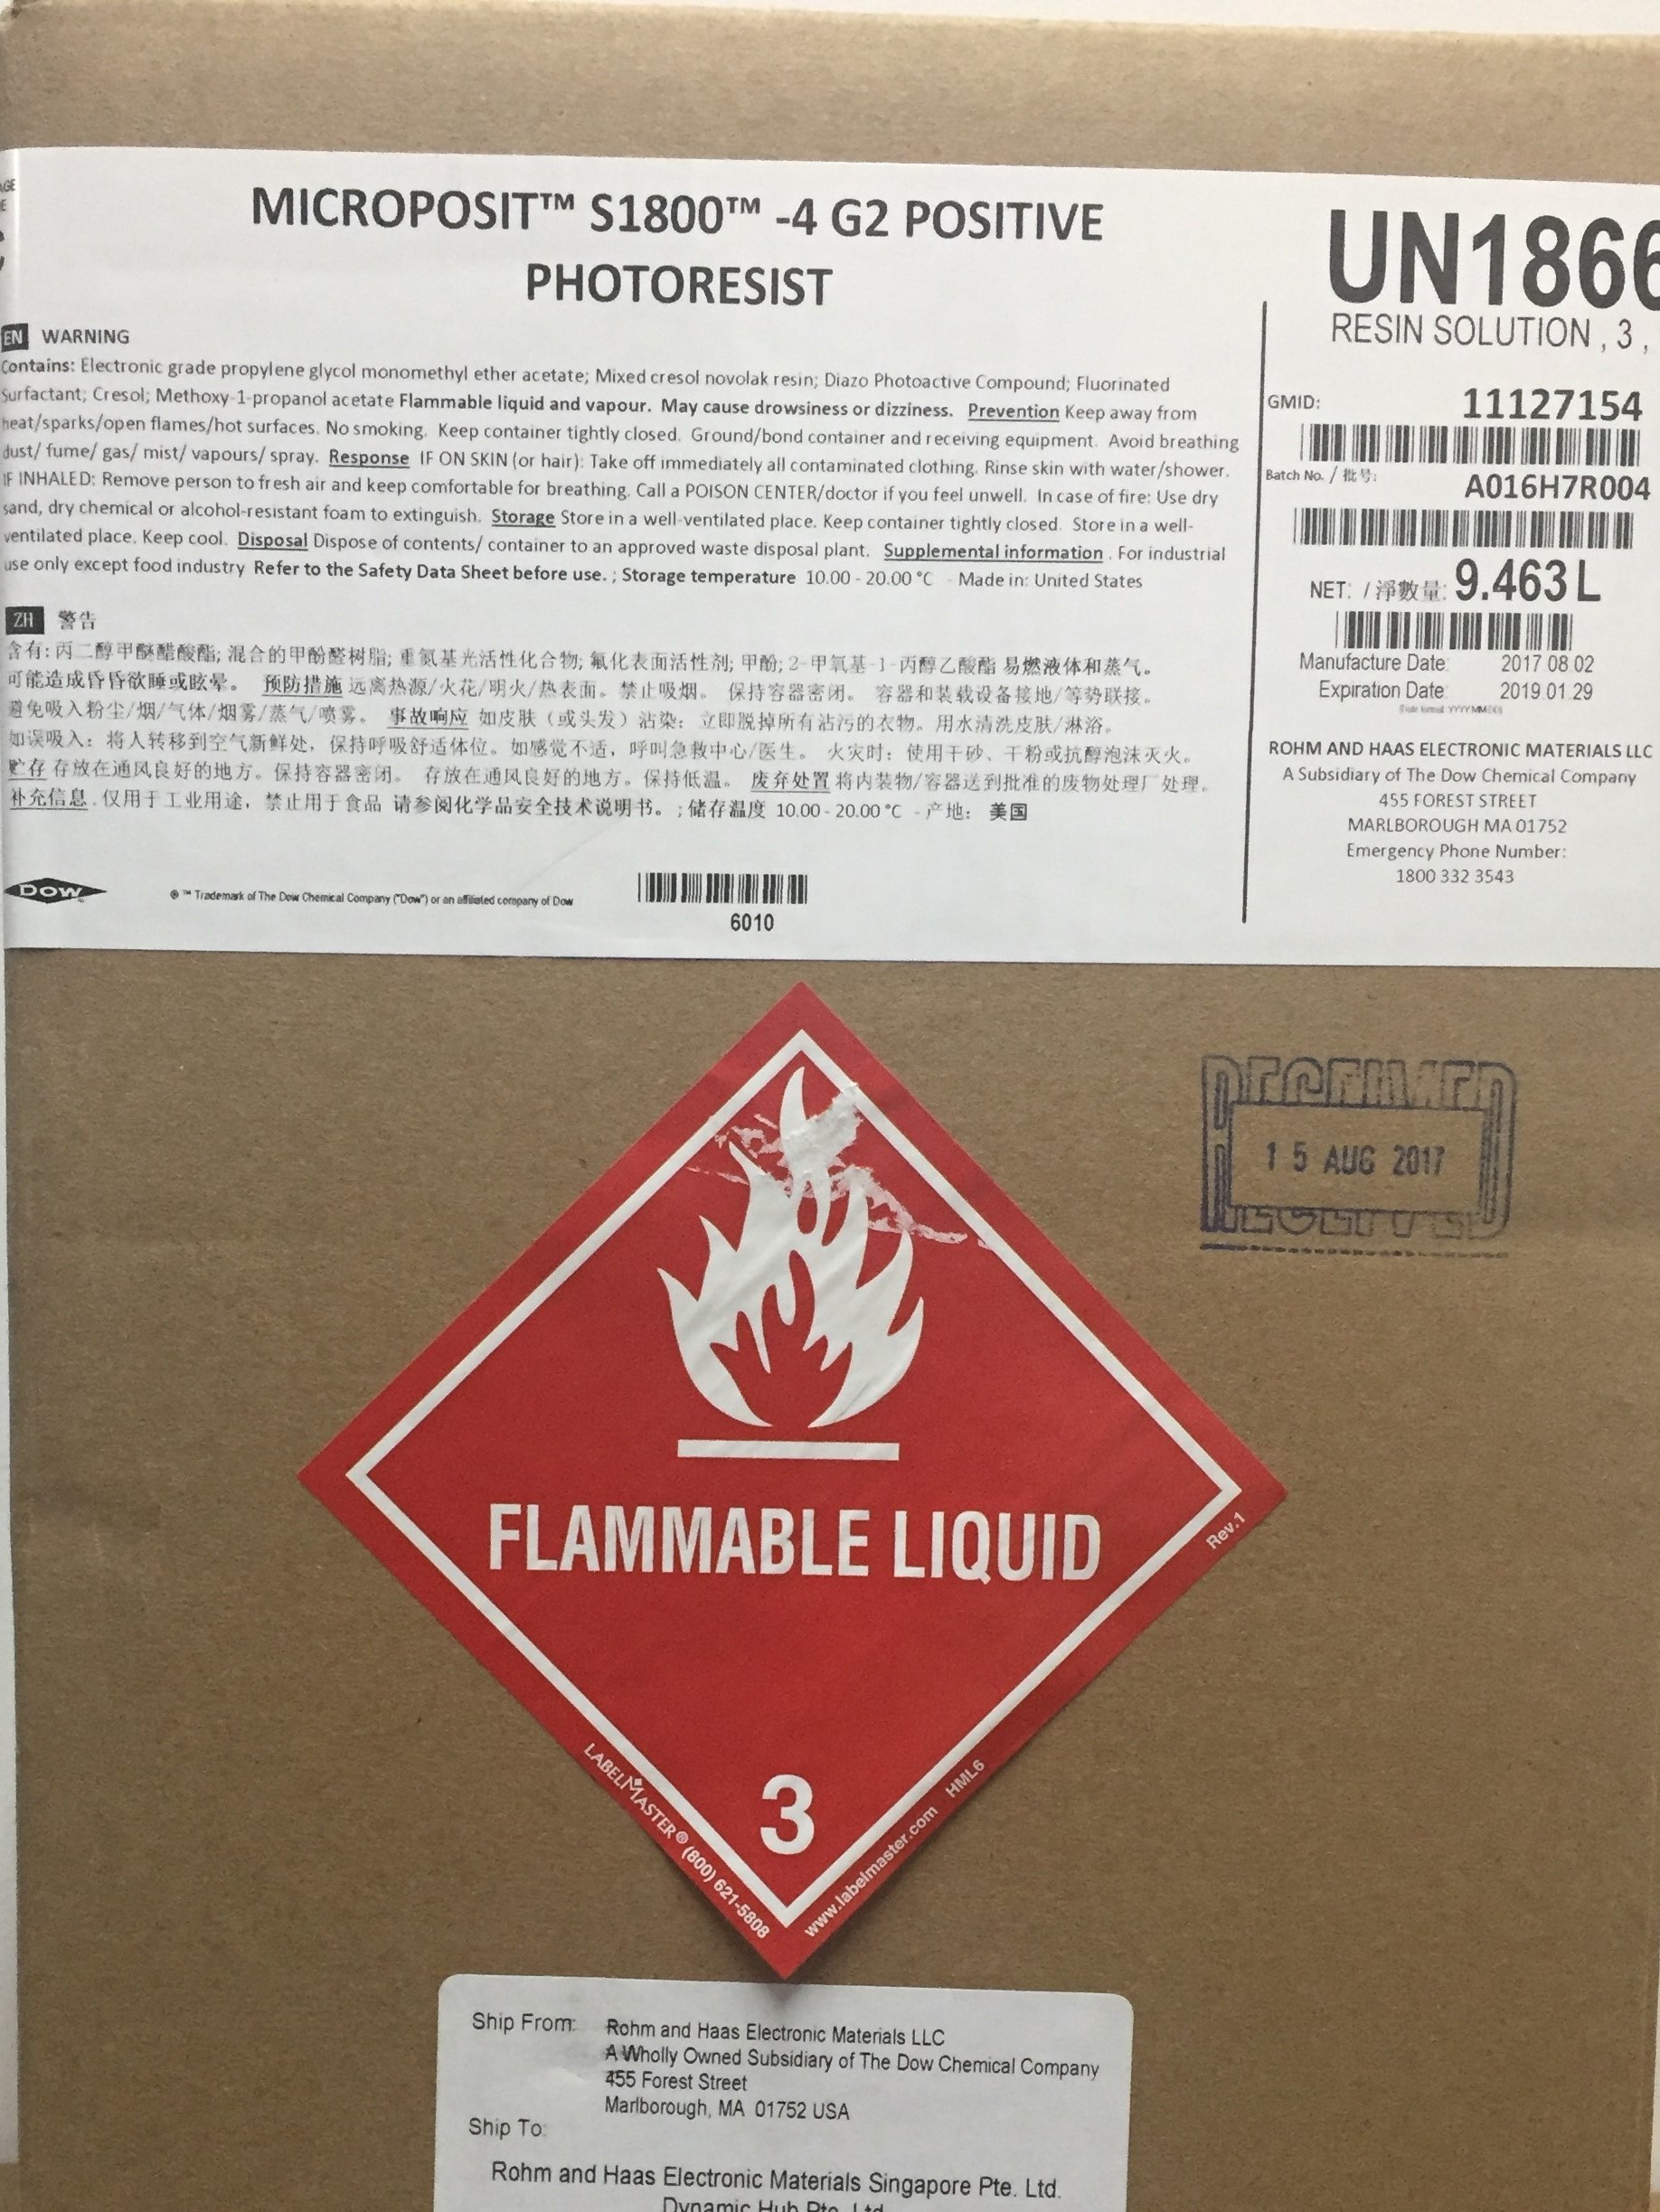 AGE
E
MICROPOSIT™ S1800™ -4 G2 POSITIVE
PHOTORESIST
EN WARNING
Contains: Electronic grade propylene glycol monomethyl ether acetate; Mixed cresol novolak resin; Diazo Photoactive Compound; Fluorinated
Surfactant; Cresol; Methoxy-1-propanol acetate Flammable liquid and vapour. May cause drowsiness or dizziness. Prevention Keep away from
heat/sparks/open flames/hot surfaces. No smoking. Keep container tightly closed. Ground/bond container and receiving equipment. Avoid breathing
dust/ fume/ gas/ mist/ vapours/ spray. Response IF ON SKIN (or hair): Take off immediately all contaminated clothing. Rinse skin with water/shower.
IF INHALED: Remove person to fresh air and keep comfortable for breathing. Call a POISON CENTER/doctor if you feel unwell. In case of fire: Use dry
sand, dry chemical or alcohol-resistant foam to extinguish. Storage Store in a well-ventilated place. Keep container tightly closed. Store in a well-
ventilated place. Keep cool. Disposal Dispose of contents/ container to an approved waste disposal plant. Supplemental information . For industrial
use only except food industry Refer to the Safety Data Sheet before use. ; Storage temperature 10.00 - 20.00 °C - Made in: United States
ZH 警告
含有: 丙二醇甲醚醋酸酯; 混合的甲酚醛树脂; 重氮基光活性化合物; 氟化表面活性剂; 甲酚; 2-甲氧基-1-丙醇乙酸酯 易燃液体和蒸气。
可能造成昏昏欲睡或眩晕。 预防措施 远离热源/火花/明火/热表面。禁止吸烟。 保持容器密闭。 容器和装载设备接地/等势联接。
避免吸入粉尘/烟/气体/烟雾/蒸气/喷雾。 事故响应 如皮肤（或头发）沾染：立即脱掉所有沾污的衣物。用水清洗皮肤/淋浴。
如误吸入：将人转移到空气新鲜处，保持呼吸舒适体位。如感觉不适，呼叫急救中心/医生。 火灾时：使用干砂、干粉或抗醇泡沫灭火。
贮存 存放在通风良好的地方。保持容器密闭。 存放在通风良好的地方。保持低温。 废弃处置 将内装物/容器送到批准的废物处理厂处理。
补充信息 . 仅用于工业用途，禁止用于食品 请参阅化学品安全技术说明书。; 储存温度 10.00 - 20.00 °C - 产地： 美国
DOW
® ™ Trademark of The Dow Chemical Company ("Dow") or an affiliated company of Dow
6010
UN1866
RESIN SOLUTION , 3 ,
GMID: 11127154
Batch No. / 批号: A016H7R004
NET: / 淨數量: 9.463 L
Manufacture Date: 2017 08 02
Expiration Date: 2019 01 29
(Date format: YYYY MM DD)
ROHM AND HAAS ELECTRONIC MATERIALS LLC
A Subsidiary of The Dow Chemical Company
455 FOREST STREET
MARLBOROUGH MA 01752
Emergency Phone Number:
1800 332 3543
RECEIVED
15 AUG 2017
RECEIVED
FLAMMABLE LIQUID
3
Rev.1
LABELMASTER ® (800) 621-5808
www.labelmaster.com HML6
Ship From: Rohm and Haas Electronic Materials LLC
A Wholly Owned Subsidiary of The Dow Chemical Company
455 Forest Street
Marlborough, MA 01752 USA
Ship To:
Rohm and Haas Electronic Materials Singapore Pte. Ltd.
Dynamic Hub Pte. Ltd.